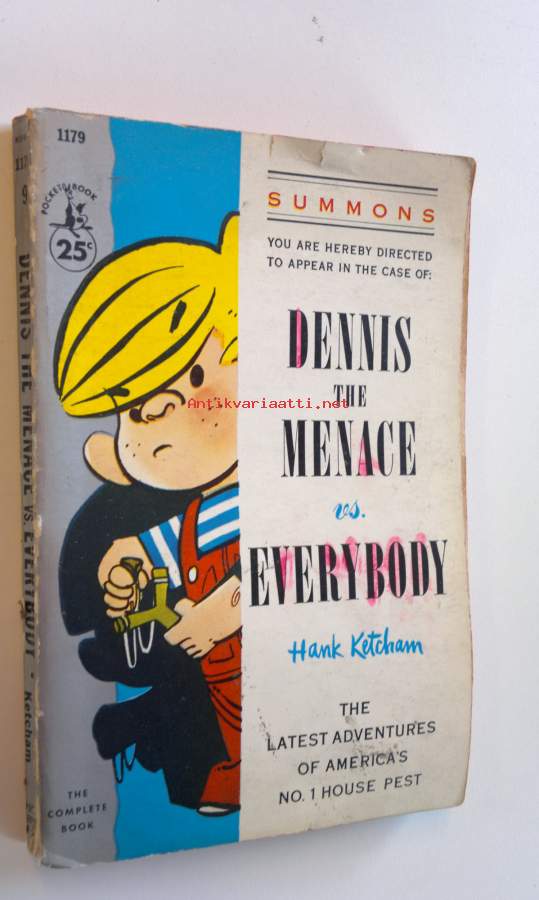 1179
POCKET BOOK
25c
SUMMONS
YOU ARE HEREBY DIRECTED
TO APPEAR IN THE CASE OF:
DENNIS
THE
MENACE
vs.
EVERYBODY
Hank Ketcham
THE
LATEST ADVENTURES
OF AMERICA'S
NO. 1 HOUSE PEST
THE
COMPLETE
BOOK
DENNIS THE MENACE VS. EVERYBODY • Ketcham
Antikvariaatti.net